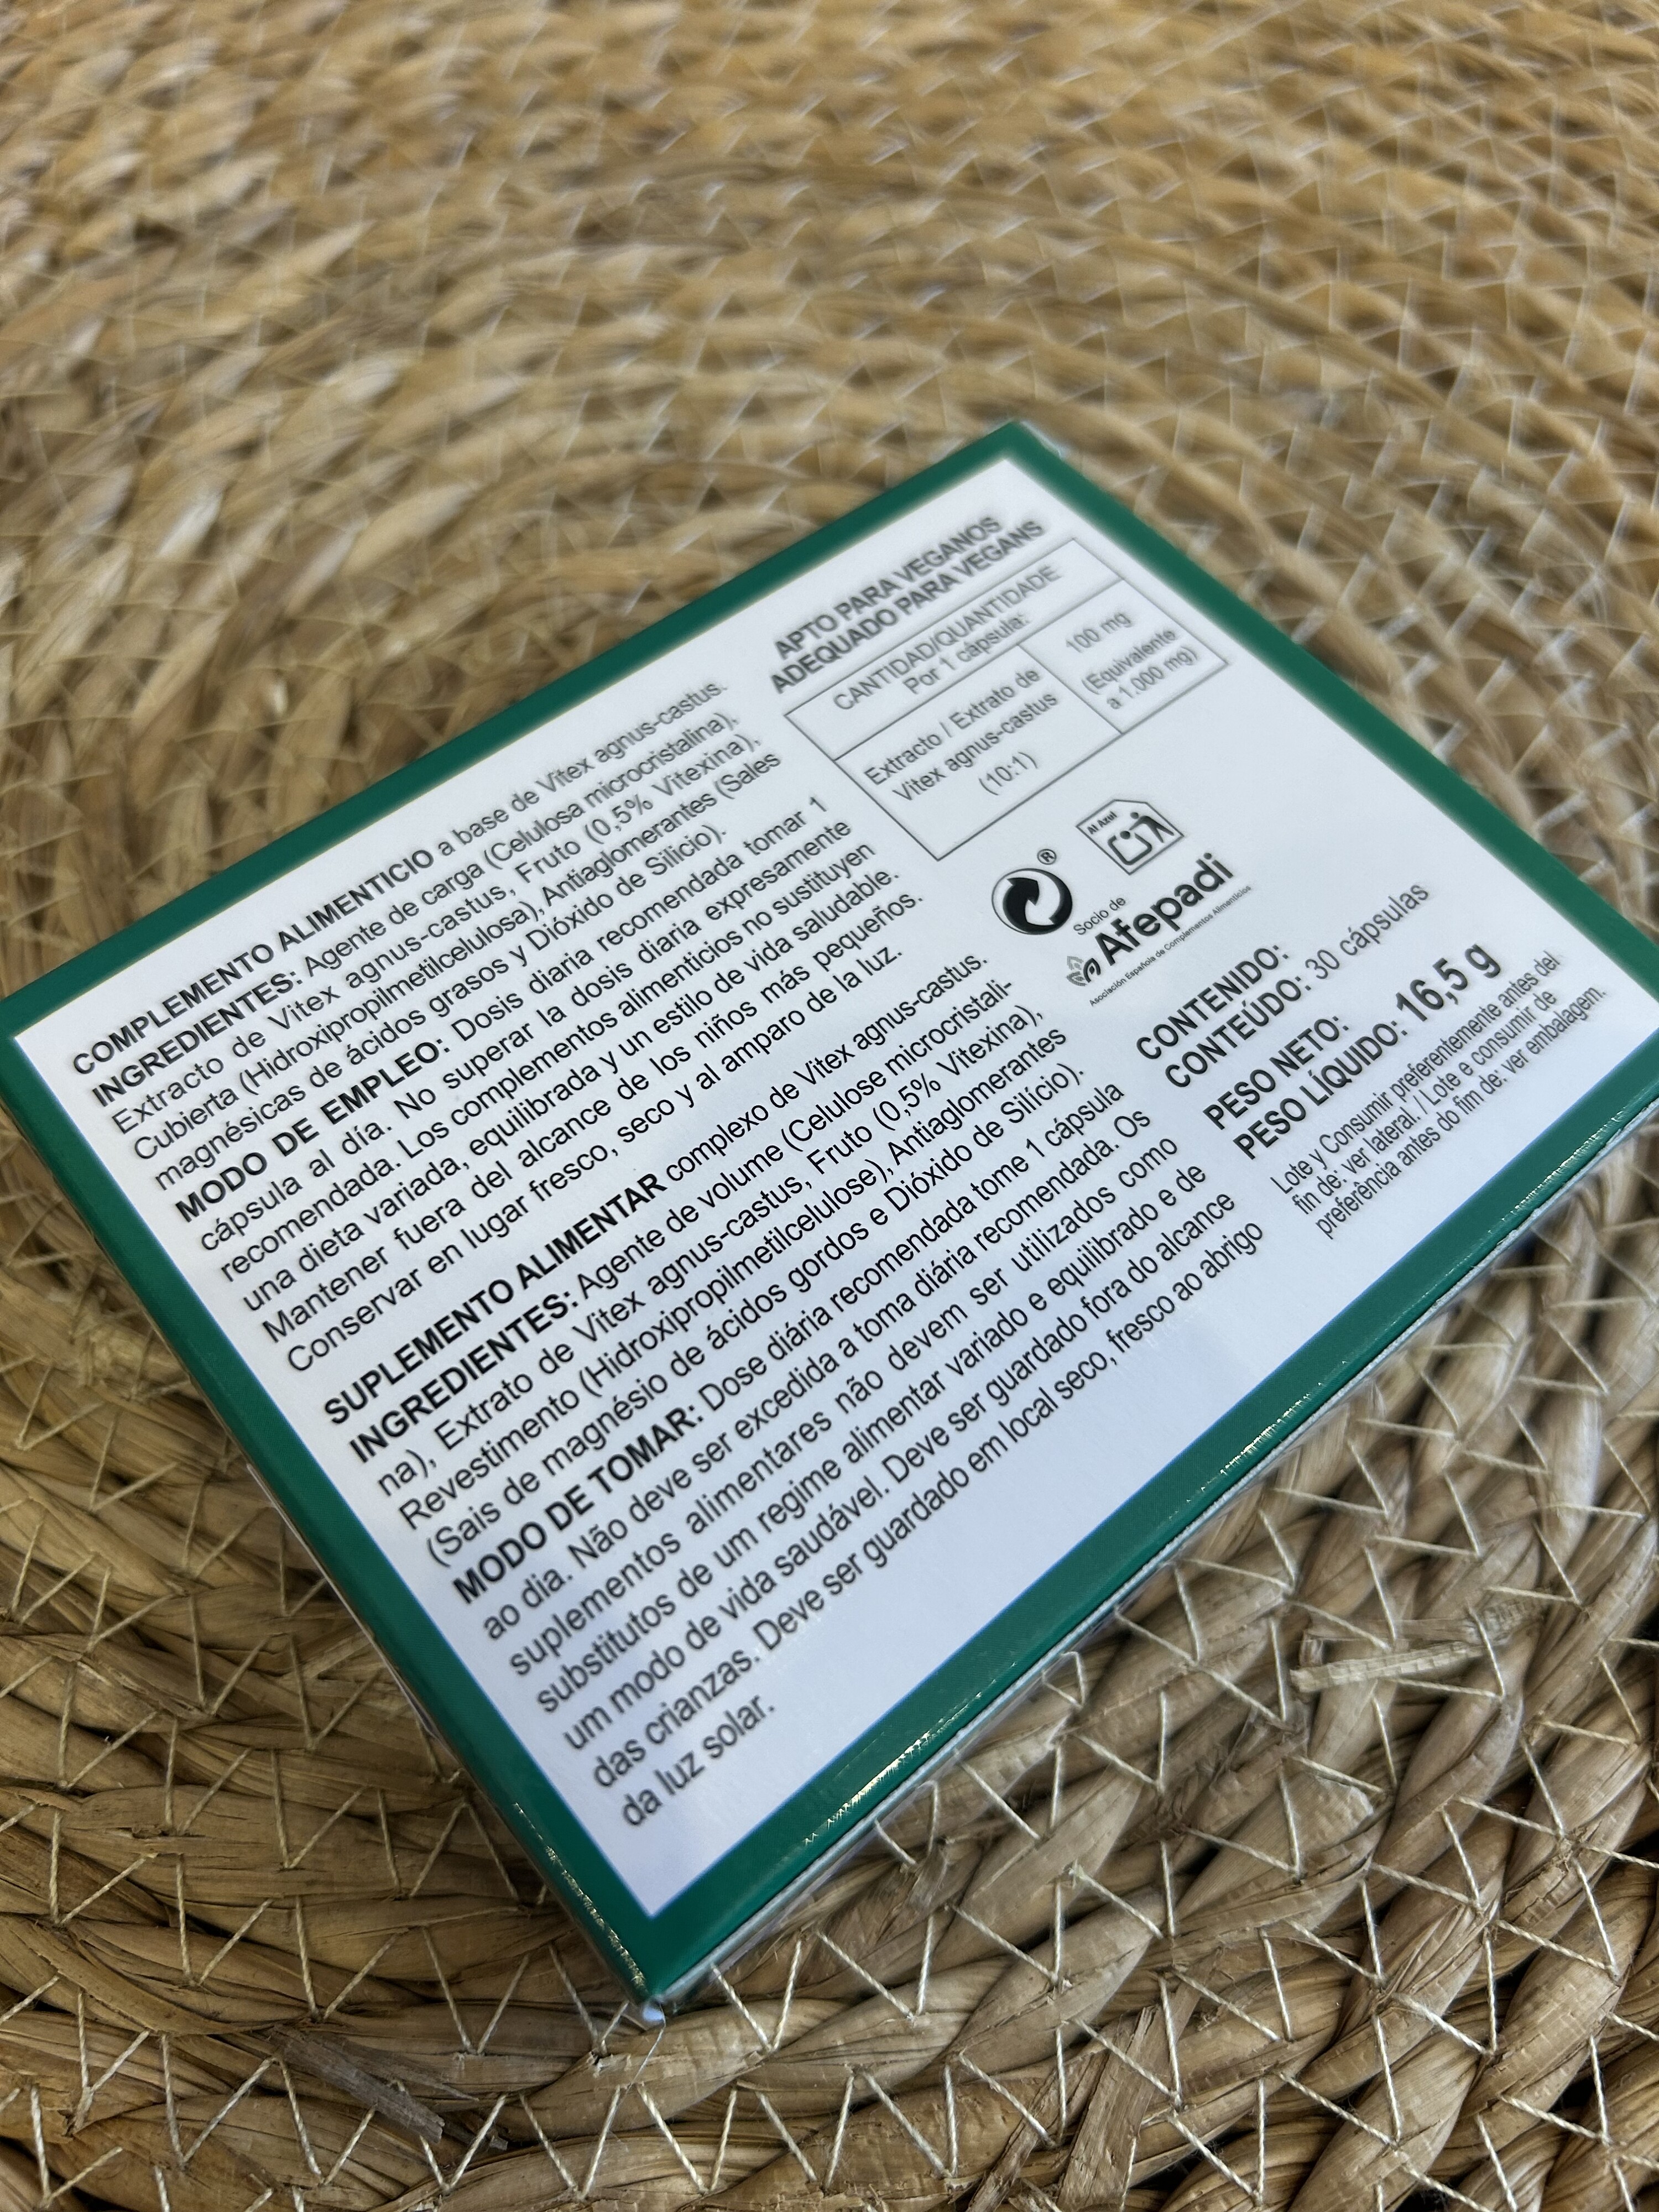 COMPLEMENTO ALIMENTICIO a base de Vitex agnus-castus.
INGREDIENTES: Agente de carga (Celulosa microcristalina),
Extracto de Vitex agnus-castus, Fruto (0,5% Vitexina),
Cubierta (Hidroxipropilmetilcelulosa), Antiaglomerantes (Sales
magnésicas de ácidos grasos y Dióxido de Silicio).
MODO DE EMPLEO: Dosis diaria recomendada tomar 1
cápsula al día. No superar la dosis diaria expresamente
recomendada. Los complementos alimenticios no sustituyen
una dieta variada, equilibrada y un estilo de vida saludable.
Mantener fuera del alcance de los niños más pequeños.
Conservar en lugar fresco, seco y al amparo de la luz.
SUPLEMENTO ALIMENTAR complexo de Vitex agnus-castus.
INGREDIENTES: Agente de volume (Celulose microcristali-
na), Extrato de Vitex agnus-castus, Fruto (0,5% Vitexina),
Revestimento (Hidroxipropilmetilcelulose), Antiaglomerantes
(Sais de magnésio de ácidos gordos e Dióxido de Silício).
MODO DE TOMAR: Dose diária recomendada tome 1 cápsula
ao dia. Não deve ser excedida a toma diária recomendada. Os
suplementos alimentares não devem ser utilizados como
substitutos de um regime alimentar variado e equilibrado e de
um modo de vida saudável. Deve ser guardado fora do alcance
das crianzas. Deve ser guardado em local seco, fresco ao abrigo
da luz solar.
APTO PARA VEGANOS
ADEQUADO PARA VEGANS
CANTIDAD/QUANTIDADE
Por 1 cápsula:
Extracto / Extrato de
Vitex agnus-castus
(10:1)
100 mg
(Equivalente
a 1.000 mg)
®
Al Azul
Socio de
Afepadi
Asociación Española de Complementos Alimenticios
CONTENIDO:
CONTEÚDO: 30 cápsulas
PESO NETO:
PESO LÍQUIDO: 16,5 g
Lote y Consumir preferentemente antes del
fin de: ver lateral. / Lote e consumir de
preferência antes do fim de: ver embalagem.